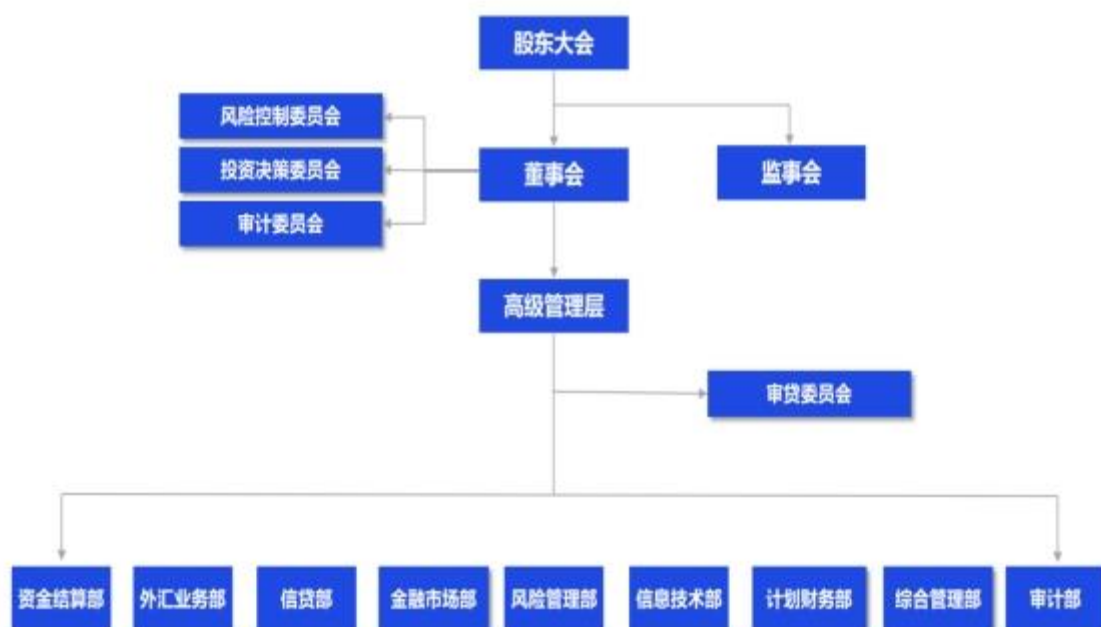 股东大会
风险控制委员会
投资决策委员会
审计委员会
董事会
监事会
高级管理层
审贷委员会
资金结算部
外汇业务部
信贷部
金融市场部
风险管理部
信息技术部
计划财务部
综合管理部
审计部